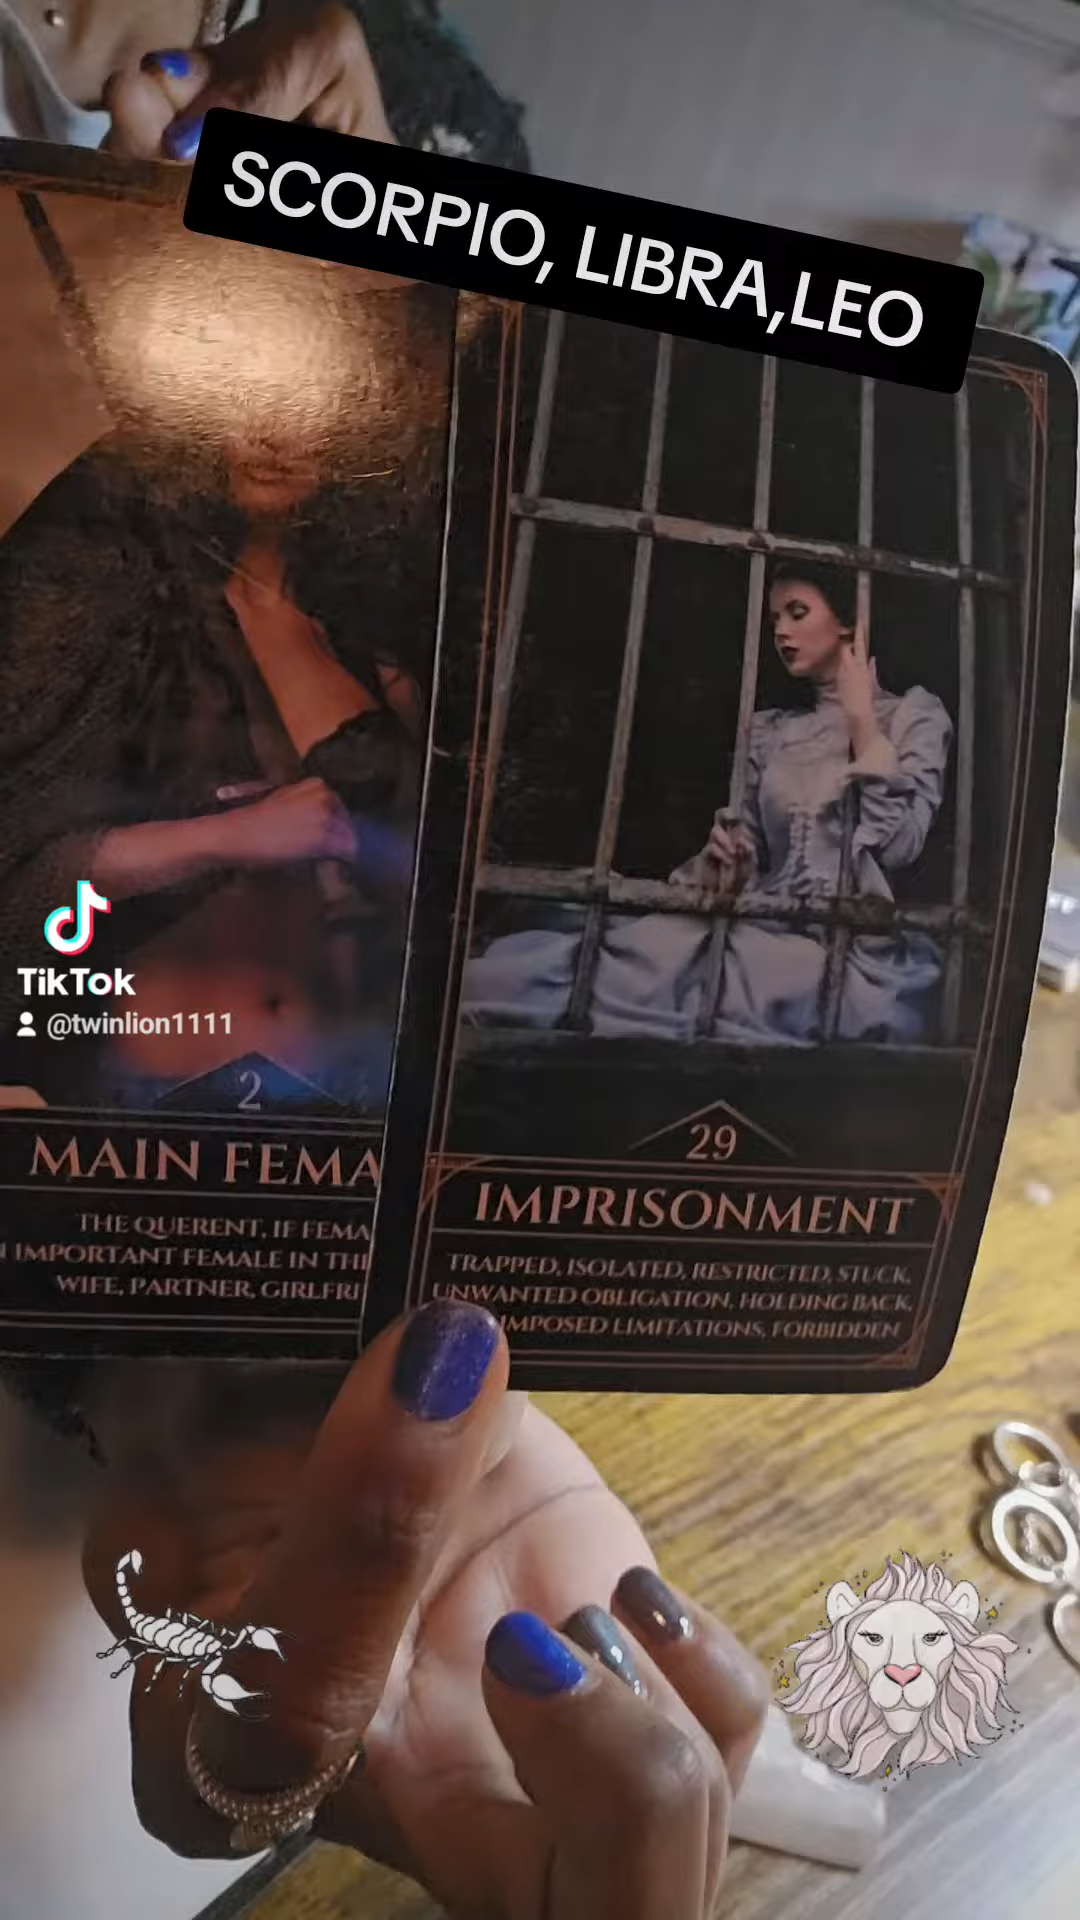 SCORPIO, LIBRA,LEO
TikTok
@twinlion1111
2
MAIN FEMA
THE QUERENT, IF FEMA
IMPORTANT FEMALE IN THI
WIFE, PARTNER, GIRLFRI
29
IMPRISONMENT
TRAPPED, ISOLATED, RESTRICTED, STUCK,
UNWANTED OBLIGATION, HOLDING BACK,
IMPOSED LIMITATIONS, FORBIDDEN